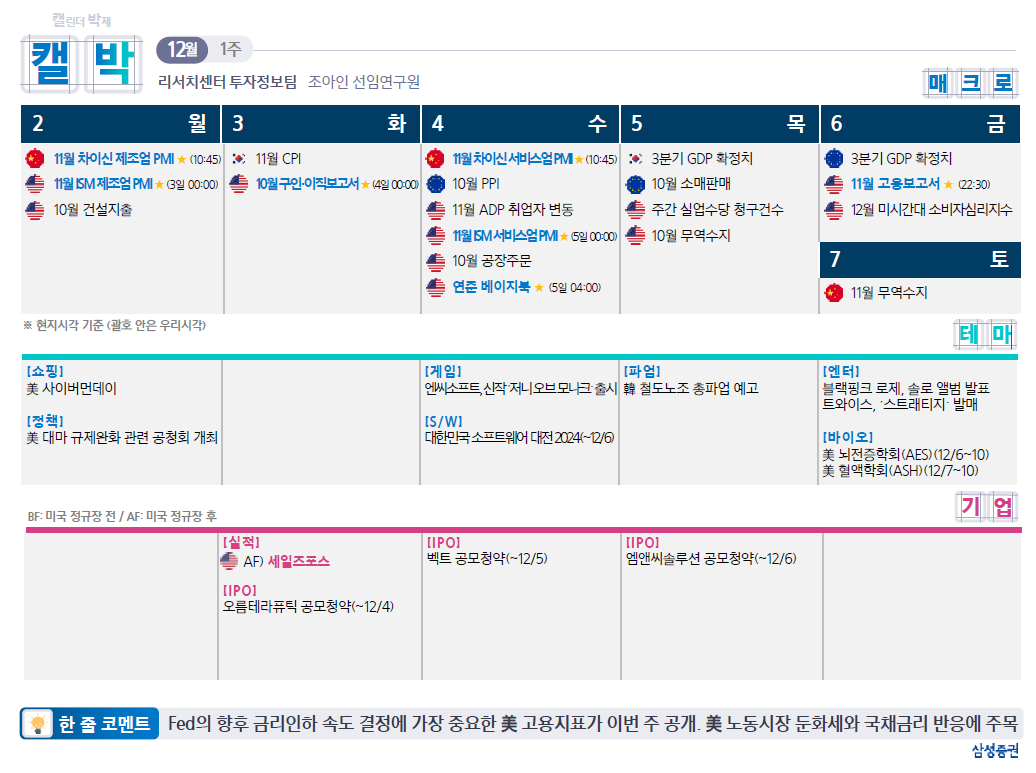 캘린더 박제
캘 박
12월 1주
리서치센터 투자정보팀 조아인 선임연구원
매 크 로
2 월
11월 차이신 제조업 PMI ★ (10:45)
11월 ISM 제조업 PMI ★ (3일 00:00)
10월 건설지출
3 화
11월 CPI
10월 구인·이직보고서 ★ (4일 00:00)
4 수
11월 차이신 서비스업 PMI ★ (10:45)
10월 PPI
11월 ADP 취업자 변동
11월 ISM 서비스업 PMI ★ (5일 00:00)
10월 공장주문
연준 베이지북 ★ (5일 04:00)
5 목
3분기 GDP 확정치
10월 소매판매
주간 실업수당 청구건수
10월 무역수지
6 금
3분기 GDP 확정치
11월 고용보고서 ★ (22:30)
12월 미시간대 소비자심리지수
7 토
11월 무역수지
※ 현지시각 기준 (괄호 안은 우리시각)
테 마
[쇼핑]
美 사이버먼데이
[정책]
美 대마 규제완화 관련 공청회 개최
[게임]
엔씨소프트, 신작 '저니 오브 모나크' 출시
[S/W]
대한민국 소프트웨어 대전 2024(~12/6)
[파업]
韓 철도노조 총파업 예고
[엔터]
블랙핑크 로제, 솔로 앨범 발표
트와이스, '스트래티지' 발매
[바이오]
美 뇌전증학회(AES)(12/6~10)
美 혈액학회(ASH)(12/7~10)
기 업
BF: 미국 정규장 전 / AF: 미국 정규장 후
[실적]
AF) 세일즈포스
[IPO]
오름테라퓨틱 공모청약(~12/4)
[IPO]
벡트 공모청약(~12/5)
[IPO]
엠앤씨솔루션 공모청약(~12/6)
한 줄 코멘트 Fed의 향후 금리인하 속도 결정에 가장 중요한 美 고용지표가 이번 주 공개. 美 노동시장 둔화세와 국채금리 반응에 주목
삼성증권